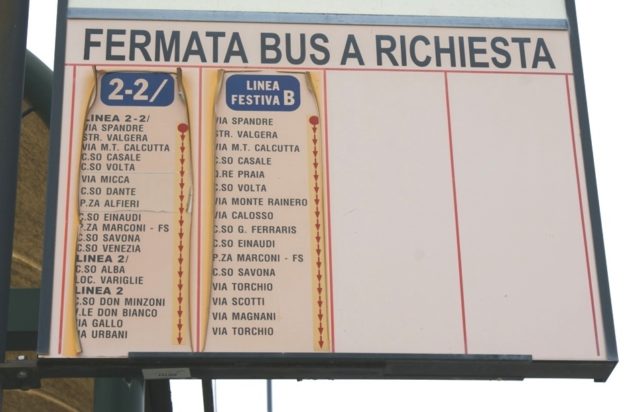 FERMATA BUS A RICHIESTA
2-2/
LINEA 2-2/
VIA SPANDRE
STR. VALGERA
VIA M.T. CALCUTTA
C.SO CASALE
C.SO VOLTA
VIA MICCA
C.SO DANTE
P.ZA ALFIERI
C.SO EINAUDI
P.ZA MARCONI - FS
C.SO SAVONA
C.SO VENEZIA
LINEA 2/
C.SO ALBA
LOC. VARIGLIE
LINEA 2
C.SO DON MINZONI
V.LE DON BIANCO
VIA GALLO
VIA URBANI
LINEA
FESTIVA B
VIA SPANDRE
STR. VALGERA
VIA M.T. CALCUTTA
C.SO CASALE
Q.RE PRAIA
C.SO VOLTA
VIA MONTE RAINERO
VIA CALOSSO
C.SO G. FERRARIS
C.SO EINAUDI
P.ZA MARCONI - FS
C.SO SAVONA
VIA TORCHIO
VIA SCOTTI
VIA MAGNANI
VIA TORCHIO